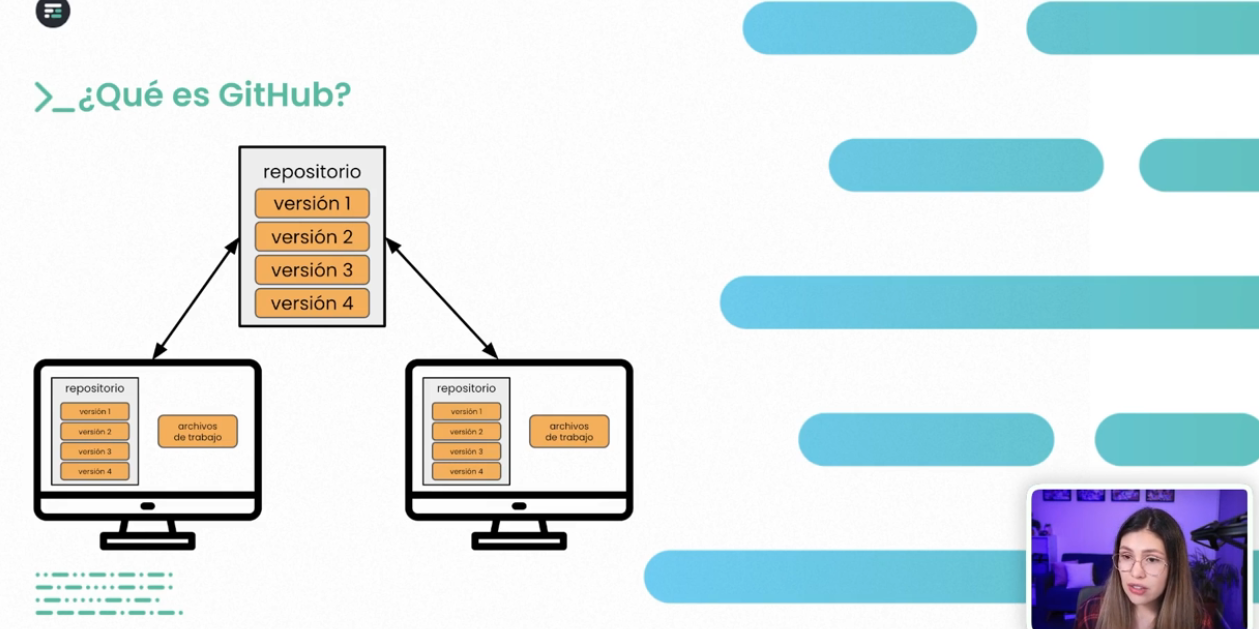 >_¿Qué es GitHub?
repositorio
versión 1
versión 2
versión 3
versión 4
repositorio
versión 1
versión 2
versión 3
versión 4
archivos
de trabajo
repositorio
versión 1
versión 2
versión 3
versión 4
archivos
de trabajo